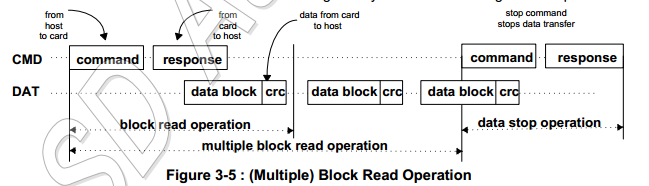 from
host
to card
from
card
to host
data from card
to host
stop command
stops data transfer
CMD
command
response
command
response
DAT
data block
crc
data block
crc
data block
crc
block read operation
data stop operation
multiple block read operation
Figure 3-5 : (Multiple) Block Read Operation